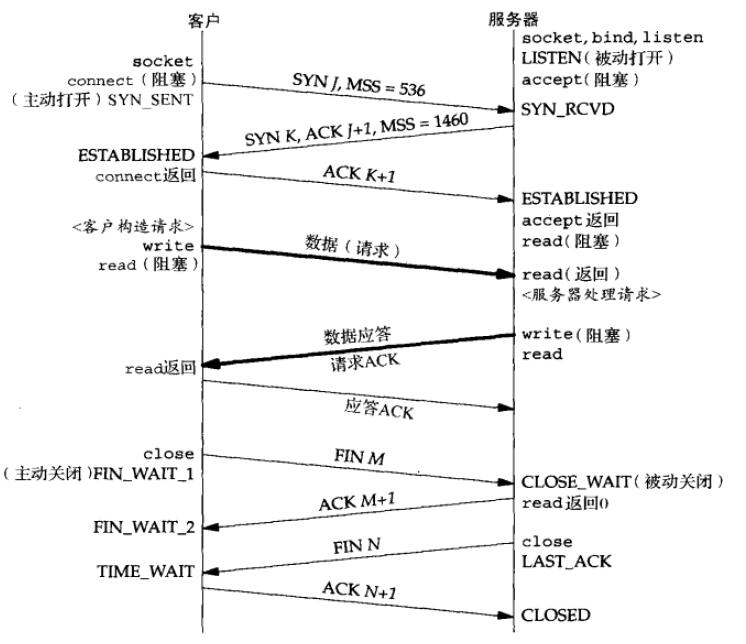 客户
服务器
socket
socket, bind, listen
connect（阻塞）
LISTEN（被动打开）
（主动打开）SYN_SENT
accept(阻塞)
SYN J, MSS = 536
SYN_RCVD
SYN K, ACK J+1, MSS = 1460
ESTABLISHED
connect返回
ACK K+1
ESTABLISHED
accept返回
<客户构造请求>
write
read（阻塞）
read(阻塞)
数据（请求）
read(返回)
<服务器处理请求>
数据应答
write(阻塞)
请求ACK
read
read返回
应答ACK
close
（主动关闭)FIN_WAIT_1
FIN M
CLOSE_WAIT（被动关闭）
read返回0
ACK M+1
FIN_WAIT_2
close
FIN N
LAST_ACK
TIME_WAIT
ACK N+1
CLOSED